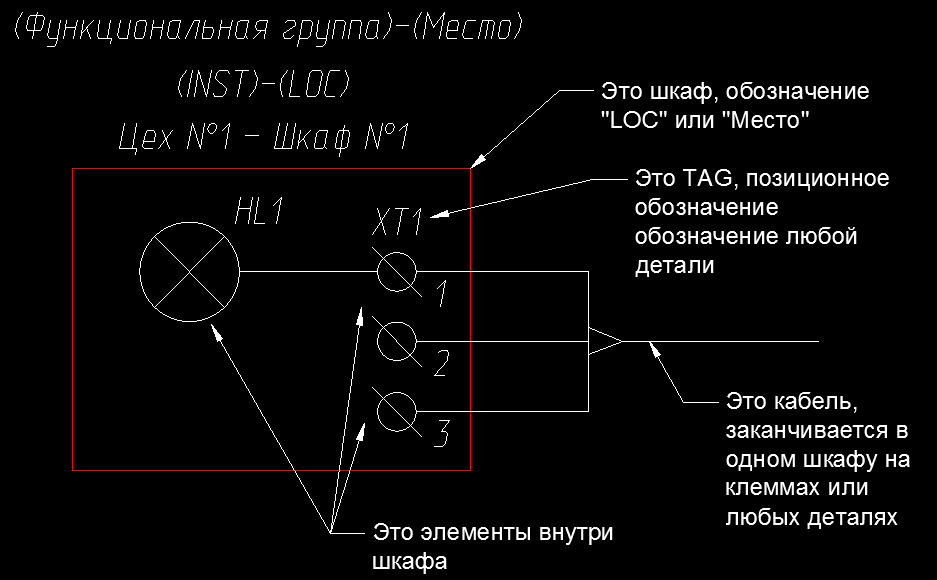 (Функциональная группа)-(Место)
(INST)-(LOC)
Цех №1 - Шкаф №1
Это шкаф, обозначение
"LOC" или "Место"
Это TAG, позиционное
обозначение
обозначение любой
детали
HL1
XT1
1
2
3
Это кабель,
заканчивается в
одном шкафу на
клеммах или
любых деталях
Это элементы внутри
шкафа